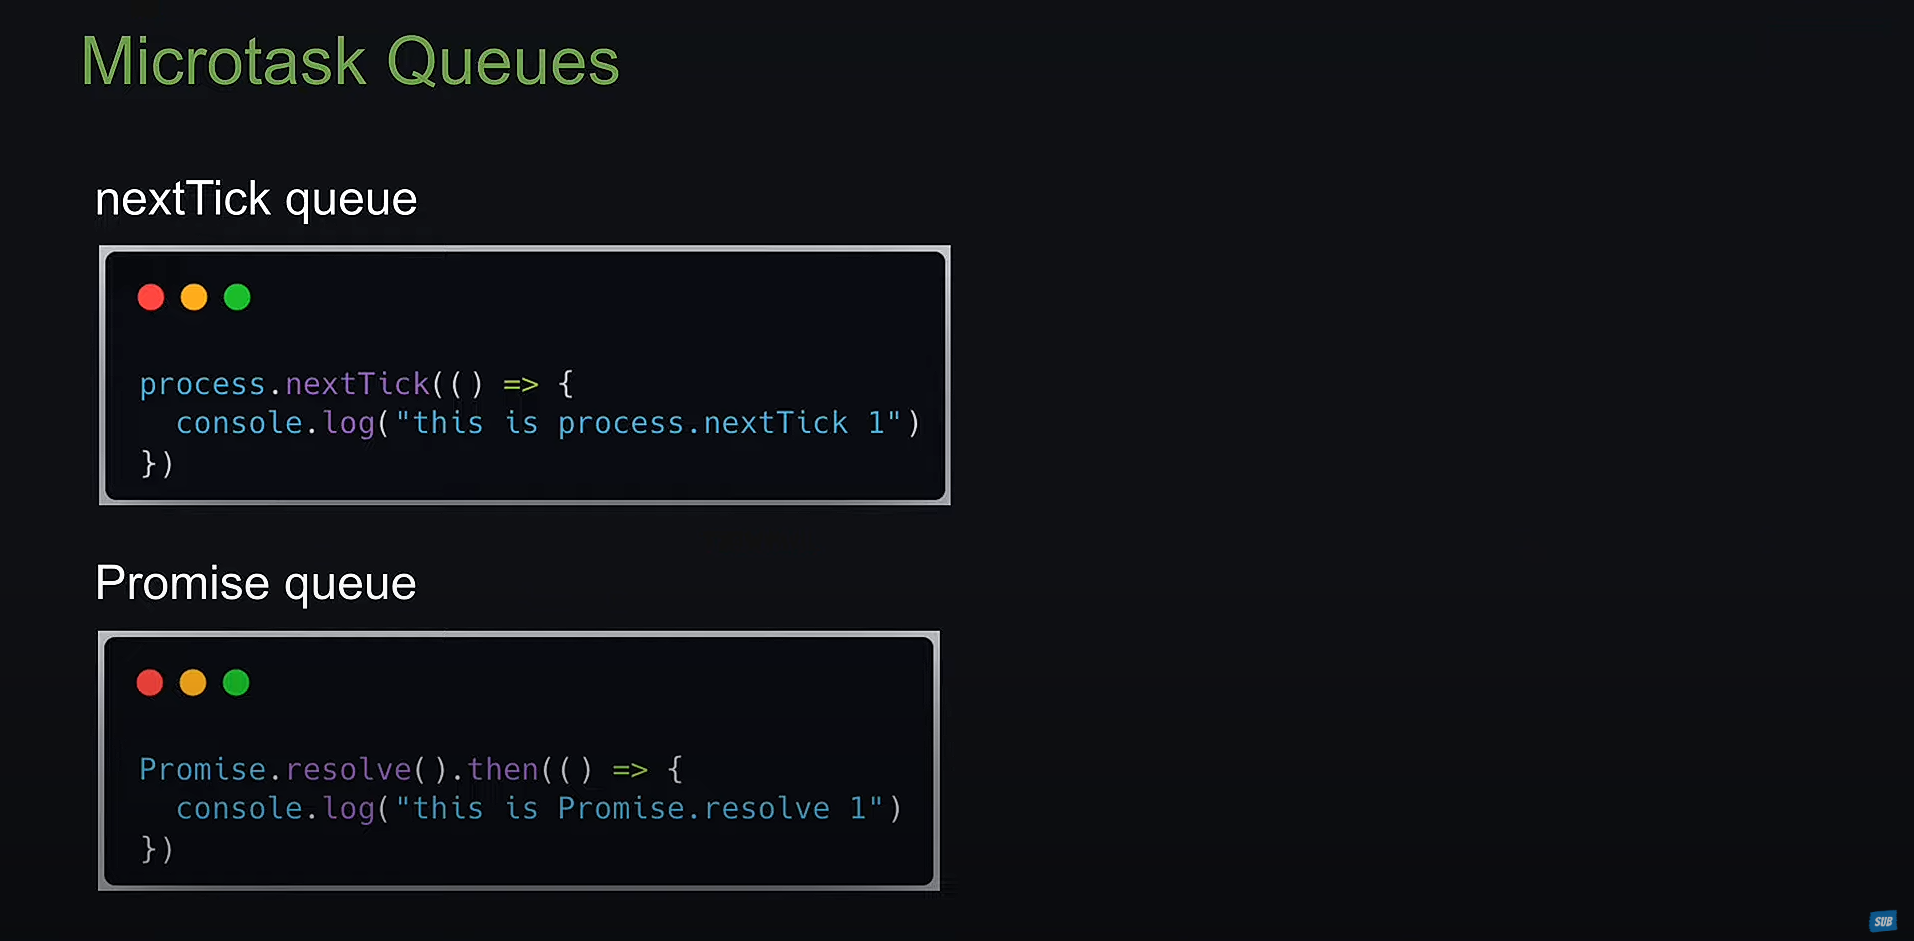 Microtask Queues
nextTick queue
process.nextTick(() => {
  console.log("this is process.nextTick 1")
})
Promise queue
Promise.resolve().then(() => {
  console.log("this is Promise.resolve 1")
})
SUB